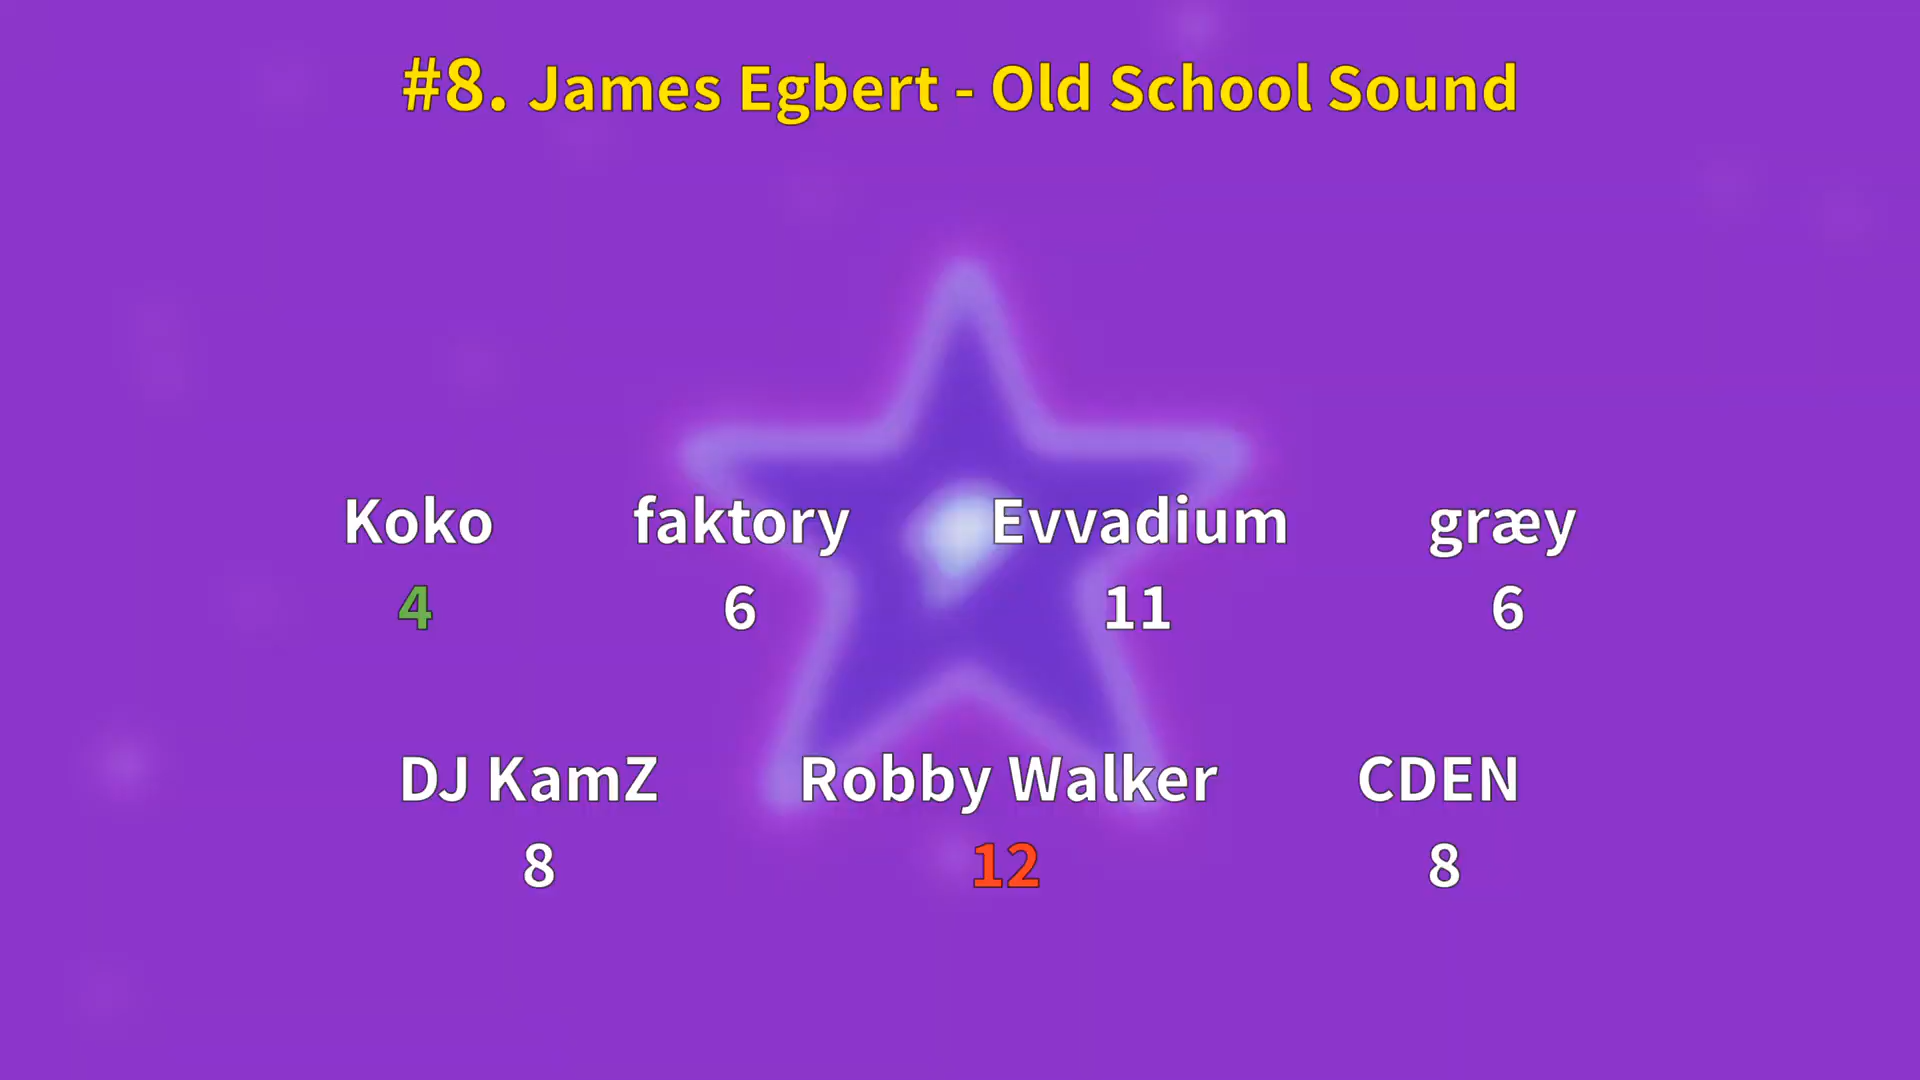 #8. James Egbert - Old School Sound
Koko faktory Evvadium græy
4 6 11 6
DJ KamZ Robby Walker CDEN
8 12 8